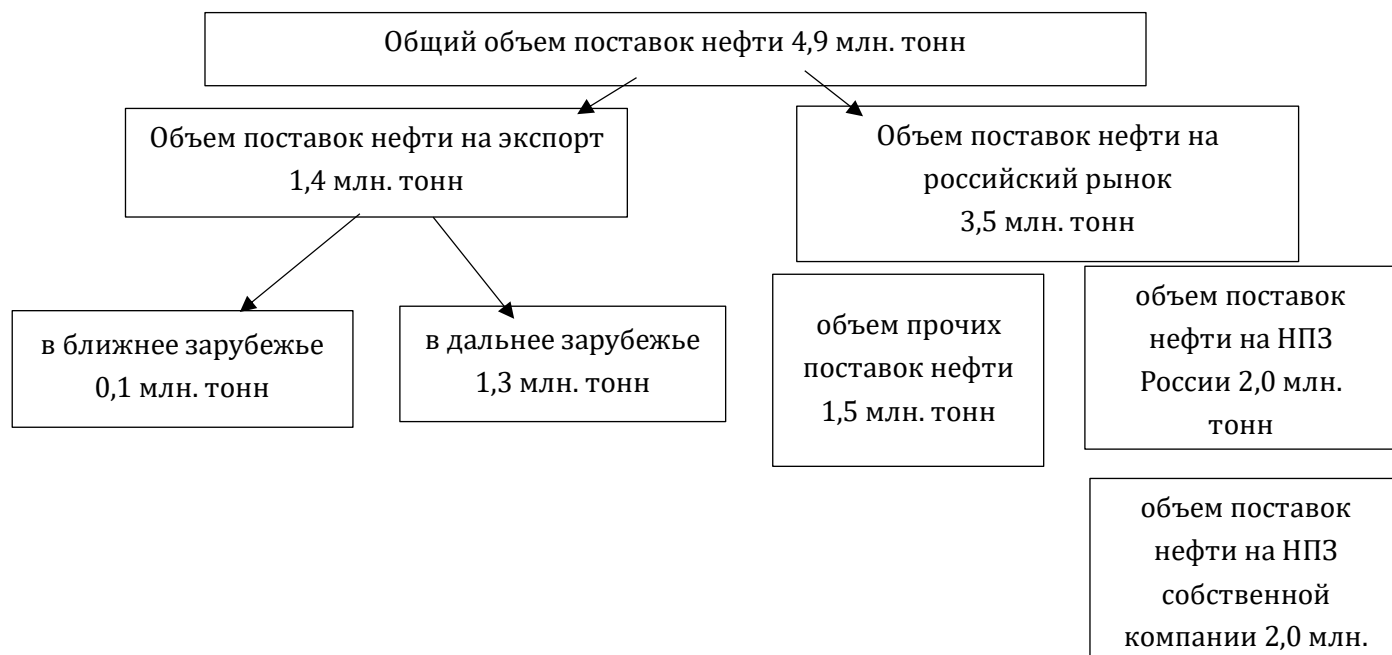 Общий объем поставок нефти 4,9 млн. тонн
Объем поставок нефти на экспорт
1,4 млн. тонн
Объем поставок нефти на
российский рынок
3,5 млн. тонн
в ближнее зарубежье
0,1 млн. тонн
в дальнее зарубежье
1,3 млн. тонн
объем прочих
поставок нефти
1,5 млн. тонн
объем поставок
нефти на НПЗ
России 2,0 млн.
тонн
объем поставок
нефти на НПЗ
собственной
компании 2,0 млн.